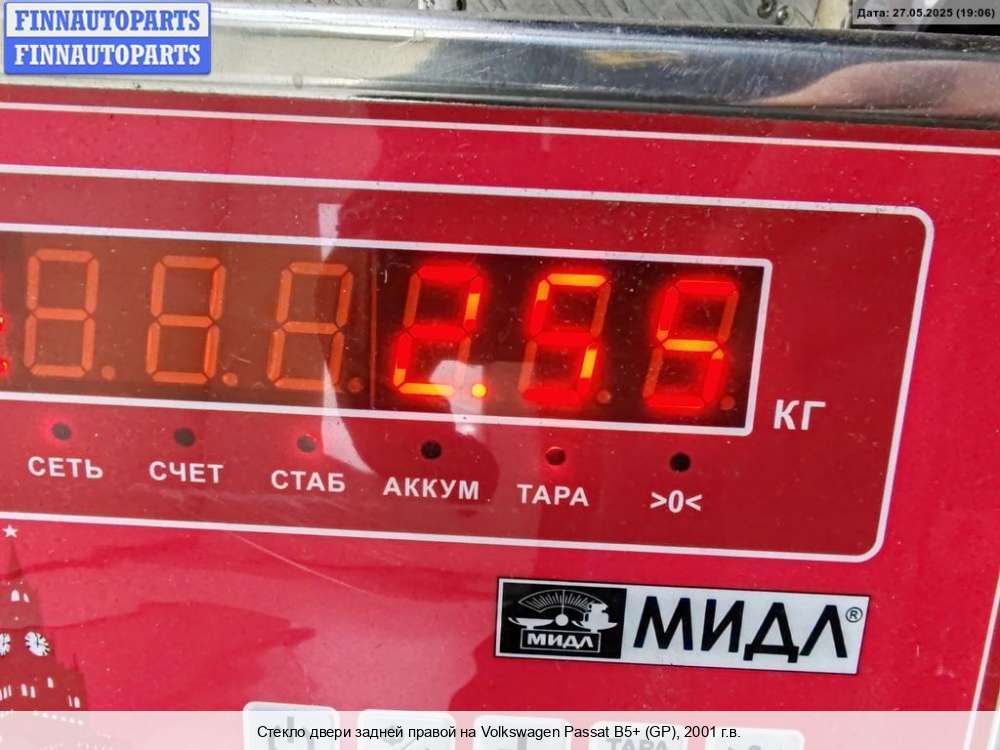 FINNAUTOPARTS
FINNAUTOPARTS
Дата: 27.05.2025 (19:06)
2.55
КГ
СЕТЬ СЧЕТ СТАБ АККУМ ТАРА >0<
МИДЛ МИДЛ®
ТАРА
Стекло двери задней правой на Volkswagen Passat B5+ (GP), 2001 г.в.